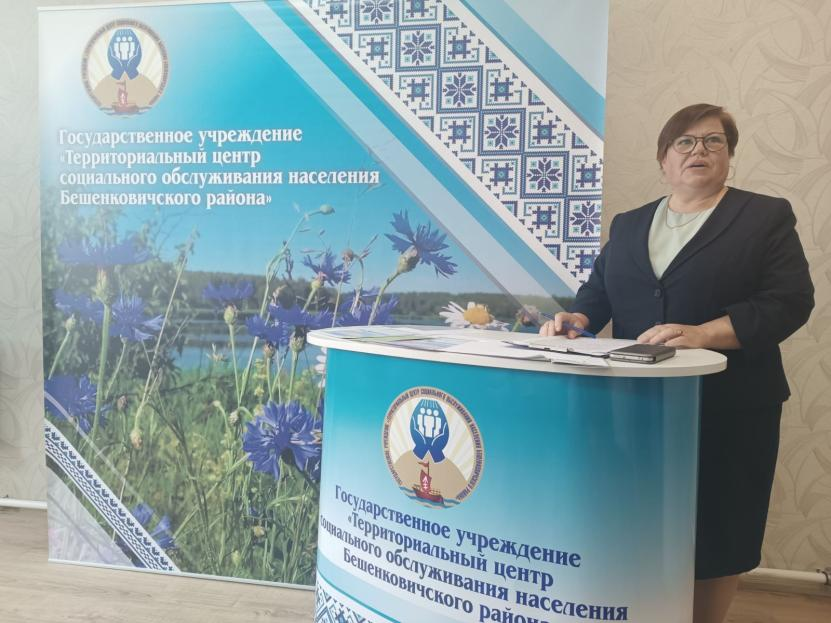 Государственное учреждение
«Территориальный центр
социального обслуживания населения
Бешенковичского района»
Государственное учреждение
«Территориальный центр
социального обслуживания населения
Бешенковичского района»